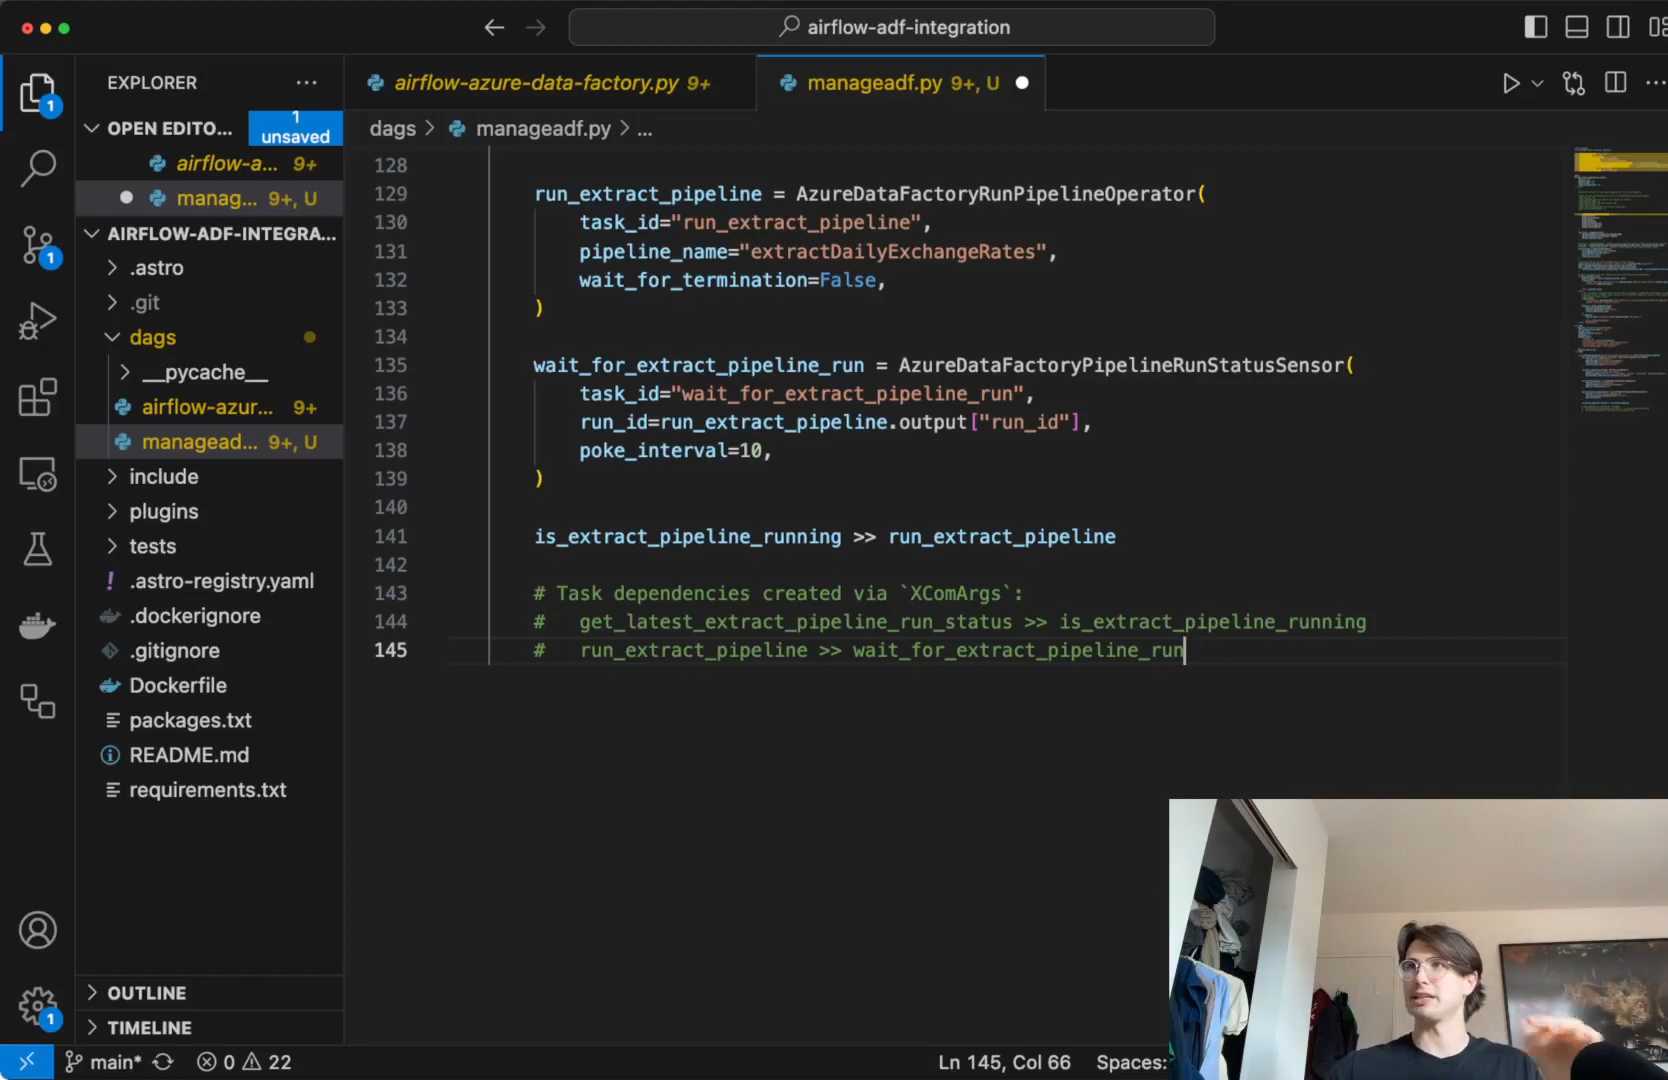 airflow-adf-integration
EXPLORER
airflow-azure-data-factory.py 9+
manageadf.py 9+, U
1
OPEN EDITO...
1
unsaved
dags > manageadf.py > ...
airflow-a... 9+
manag... 9+, U
AIRFLOW-ADF-INTEGRA...
.astro
.git
dags
__pycache__
airflow-azur... 9+
managead... 9+, U
include
plugins
tests
! .astro-registry.yaml
.dockerignore
.gitignore
Dockerfile
packages.txt
README.md
requirements.txt
OUTLINE
TIMELINE
1
1
128
129 run_extract_pipeline = AzureDataFactoryRunPipelineOperator(
130 task_id="run_extract_pipeline",
131 pipeline_name="extractDailyExchangeRates",
132 wait_for_termination=False,
133 )
134
135 wait_for_extract_pipeline_run = AzureDataFactoryPipelineRunStatusSensor(
136 task_id="wait_for_extract_pipeline_run",
137 run_id=run_extract_pipeline.output["run_id"],
138 poke_interval=10,
139 )
140
141 is_extract_pipeline_running >> run_extract_pipeline
142
143 # Task dependencies created via `XComArgs`:
144 # get_latest_extract_pipeline_run_status >> is_extract_pipeline_running
145 # run_extract_pipeline >> wait_for_extract_pipeline_run
main* 0 22
Ln 145, Col 66 Spaces: